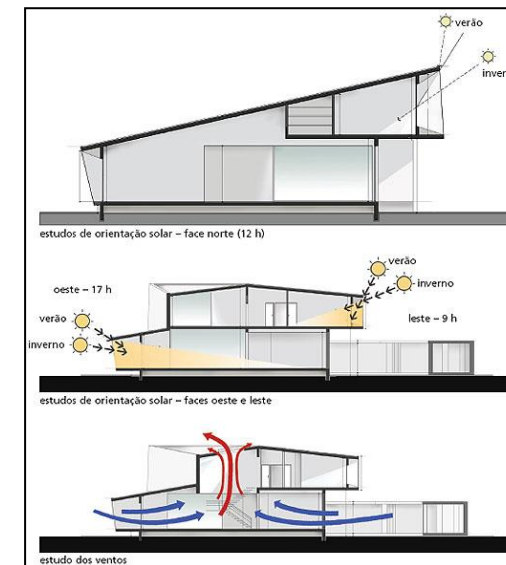 verão
inver
estudos de orientação solar – face norte (12 h)
oeste – 17 h
verão
inverno
verão
inverno
leste – 9 h
estudos de orientação solar – faces oeste e leste
estudo dos ventos